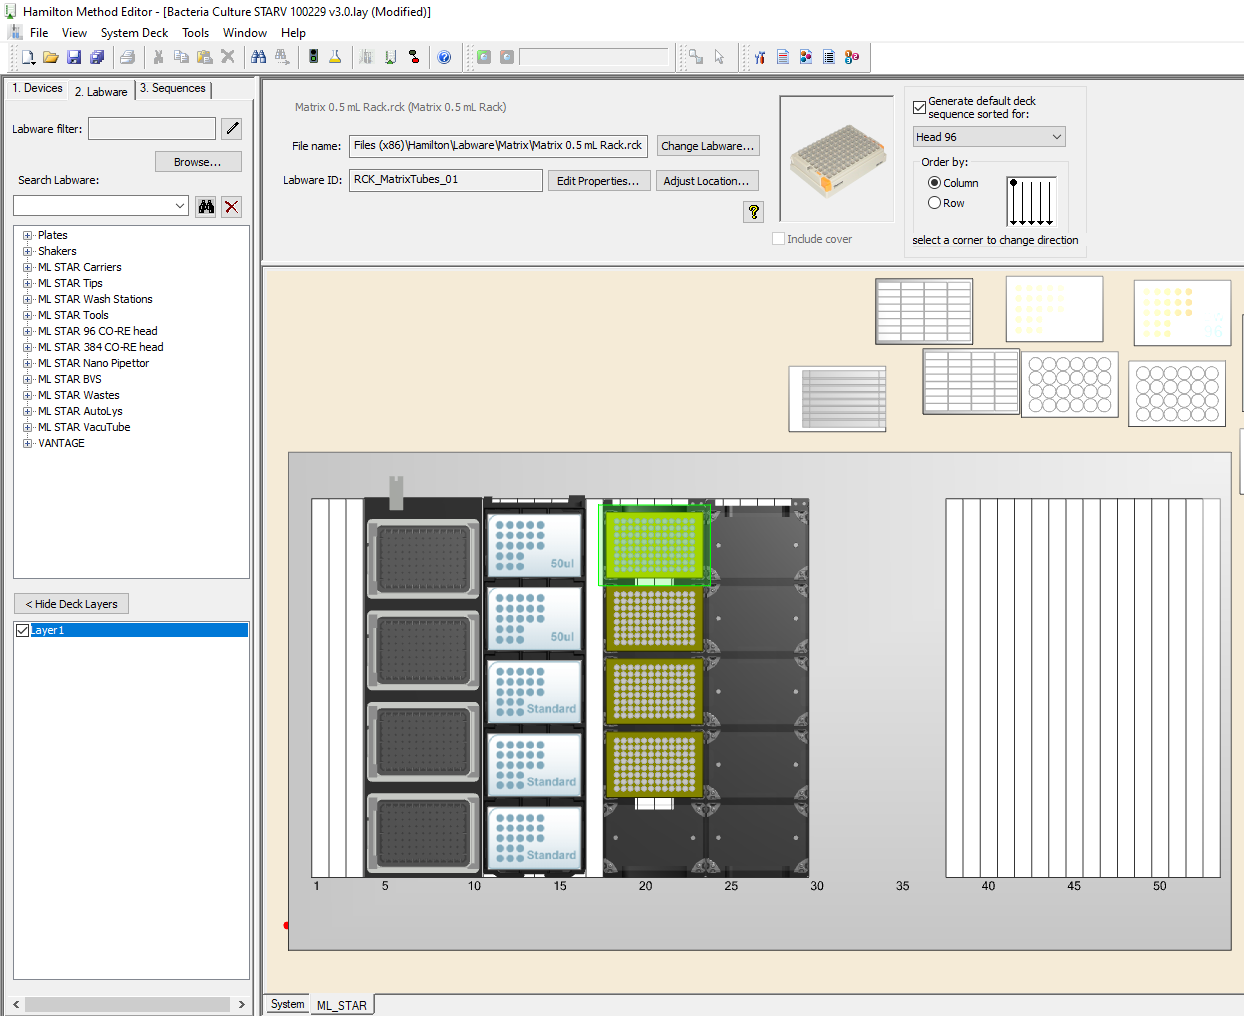 Hamilton Method Editor - [Bacteria Culture STARV 100229 v3.0.lay (Modified)]
File View System Deck Tools Window Help
1. Devices 2. Labware 3. Sequences
Labware filter:
Browse...
Search Labware:
Plates
Shakers
ML STAR Carriers
ML STAR Tips
ML STAR Wash Stations
ML STAR Tools
ML STAR 96 CO-RE head
ML STAR 384 CO-RE head
ML STAR Nano Pipettor
ML STAR BVS
ML STAR Wastes
ML STAR AutoLys
ML STAR VacuTube
VANTAGE
< Hide Deck Layers
Layer1
Matrix 0.5 mL Rack.rck (Matrix 0.5 mL Rack)
File name: Files (x86)\Hamilton\Labware\Matrix\Matrix 0.5 mL Rack.rck Change Labware...
Labware ID: RCK_MatrixTubes_01 Edit Properties... Adjust Location...
?
Include cover
Generate default deck
sequence sorted for:
Head 96
Order by:
Column
Row
select a corner to change direction
50ul
50ul
Standard
Standard
Standard
1 5 10 15 20 25 30 35 40 45 50
System ML_STAR